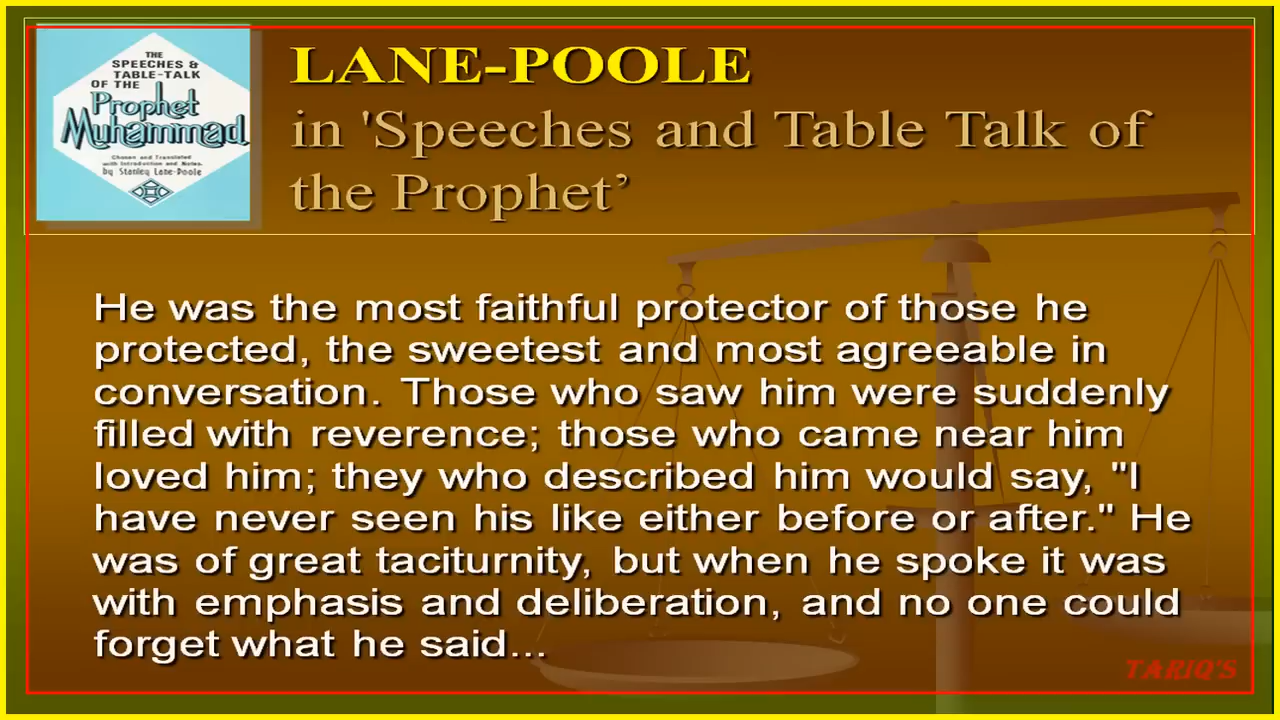 THE
SPEECHES &
TABLE-TALK
OF THE
Prophet
Muhammad
Chosen and Translated
with Introduction and Notes.
by Stanley Lane-Poole
LANE-POOLE
in 'Speeches and Table Talk of
the Prophet’
He was the most faithful protector of those he
protected, the sweetest and most agreeable in
conversation. Those who saw him were suddenly
filled with reverence; those who came near him
loved him; they who described him would say, "I
have never seen his like either before or after." He
was of great taciturnity, but when he spoke it was
with emphasis and deliberation, and no one could
forget what he said...
TARIQ'S